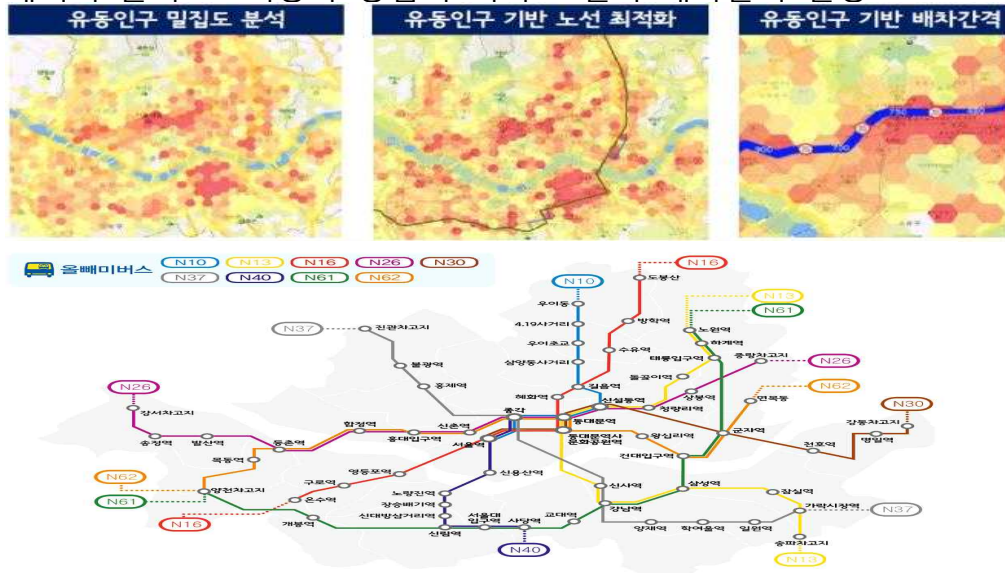 유동인구 밀집도 분석
유동인구 기반 노선 최적화
유동인구 기반 배차간격
올빼미버스
N10 N13 N16 N26 N30
N37 N40 N61 N62
N16
도봉산
N10
우이동
N13
N61
4.19사거리
방학역
노원역
N37
진관차고지
우이초교
하계역
수유역
태릉입구역
중랑차고지
N26
불광역
삼양동사거리
돌곶이역
N26
홍제역
혜화역
길음역
상봉역
면목동
N62
강서차고지
종각
신설동역
청량리역
N30
합정역
신촌역
동대문역
강동차고지
송정역
발산역
등촌역
홍대입구역
서울역
동대문역사
문화공원역
왕십리역
군자역
명일역
목동역
천호역
건대입구역
N62
영등포역
신용산역
양천차고지
구로역
신사역
삼성역
잠실역
N61
온수역
노량진역
장승배기역
강남역
가락시장역
N37
N16
개봉역
신대방삼거리역
서울대
입구역
사당역
교대역
양재역
학여울역
일원역
신림역
송파차고지
N40
N13